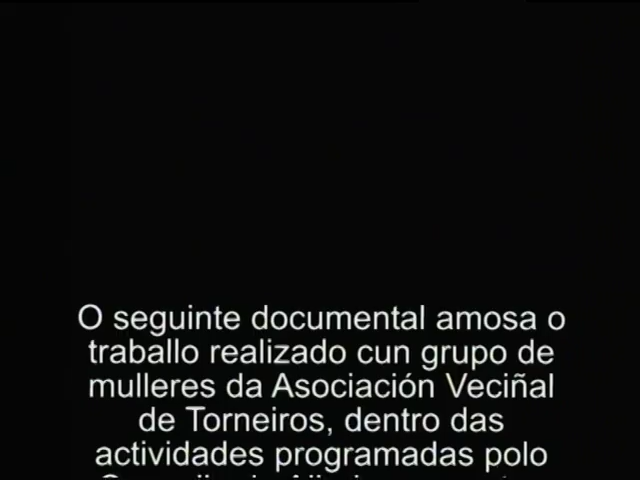 O seguinte documental amosa o
traballo realizado cun grupo de
mulleres da Asociación Veciñal
de Torneiros, dentro das
actividades programadas polo